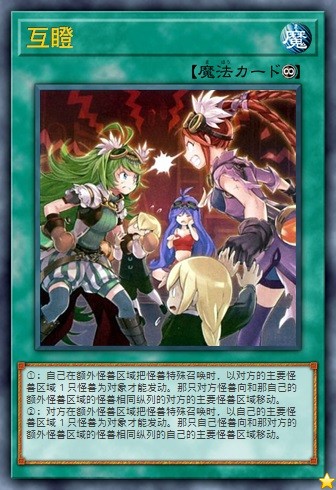 互瞪
魔
【魔法カード】
①：自己在额外怪兽区域把怪兽特殊召唤时，以对方的主要怪
兽区域１只怪兽为对象才能发动。那只对方怪兽向和那自己的
额外怪兽区域的怪兽相同纵列的对方的主要怪兽区域移动。
②：对方在额外怪兽区域把怪兽特殊召唤时，以自己的主要怪
兽区域１只怪兽为对象才能发动。那只自己怪兽向和那对方的
额外怪兽区域的怪兽相同纵列的自己的主要怪兽区域移动。